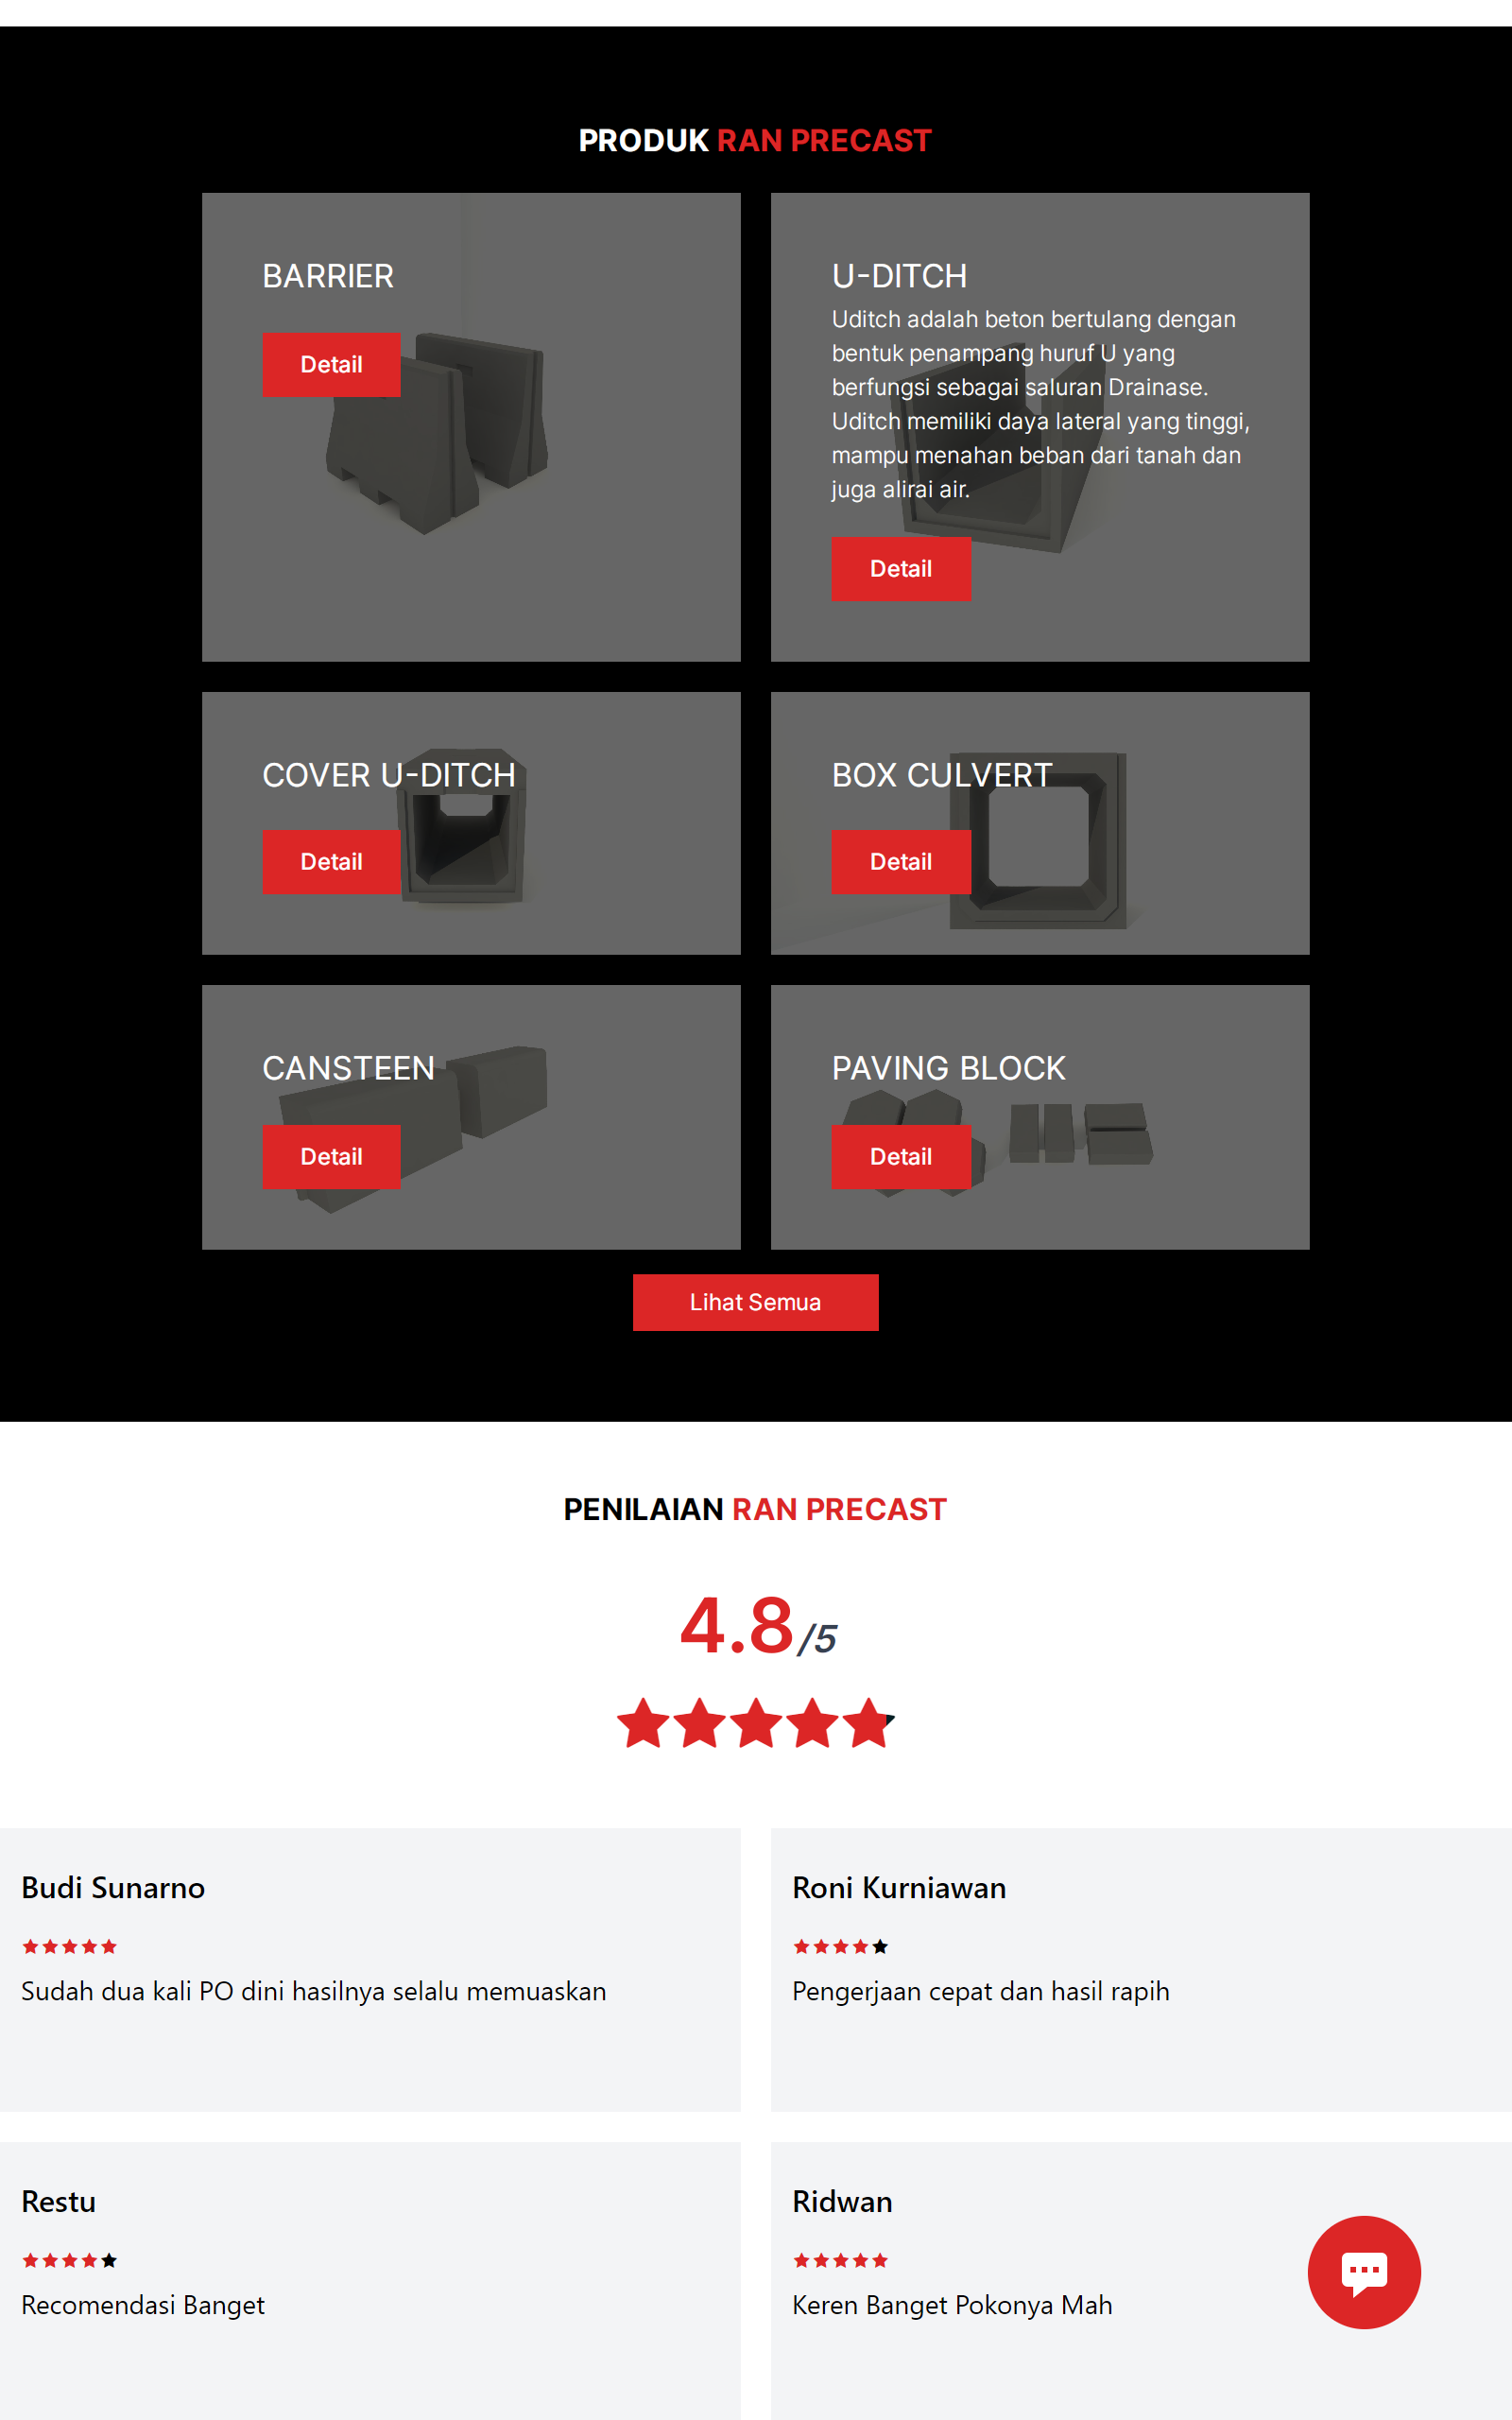 PRODUK RAN PRECAST
BARRIER
Detail
U-DITCH
Uditch adalah beton bertulang dengan
bentuk penampang huruf U yang
berfungsi sebagai saluran Drainase.
Uditch memiliki daya lateral yang tinggi,
mampu menahan beban dari tanah dan
juga alirai air.
Detail
COVER U-DITCH
Detail
BOX CULVERT
Detail
CANSTEEN
Detail
PAVING BLOCK
Detail
Lihat Semua
PENILAIAN RAN PRECAST
4.8/5
Budi Sunarno
Sudah dua kali PO dini hasilnya selalu memuaskan
Roni Kurniawan
Pengerjaan cepat dan hasil rapih
Restu
Recomendasi Banget
Ridwan
Keren Banget Pokonya Mah